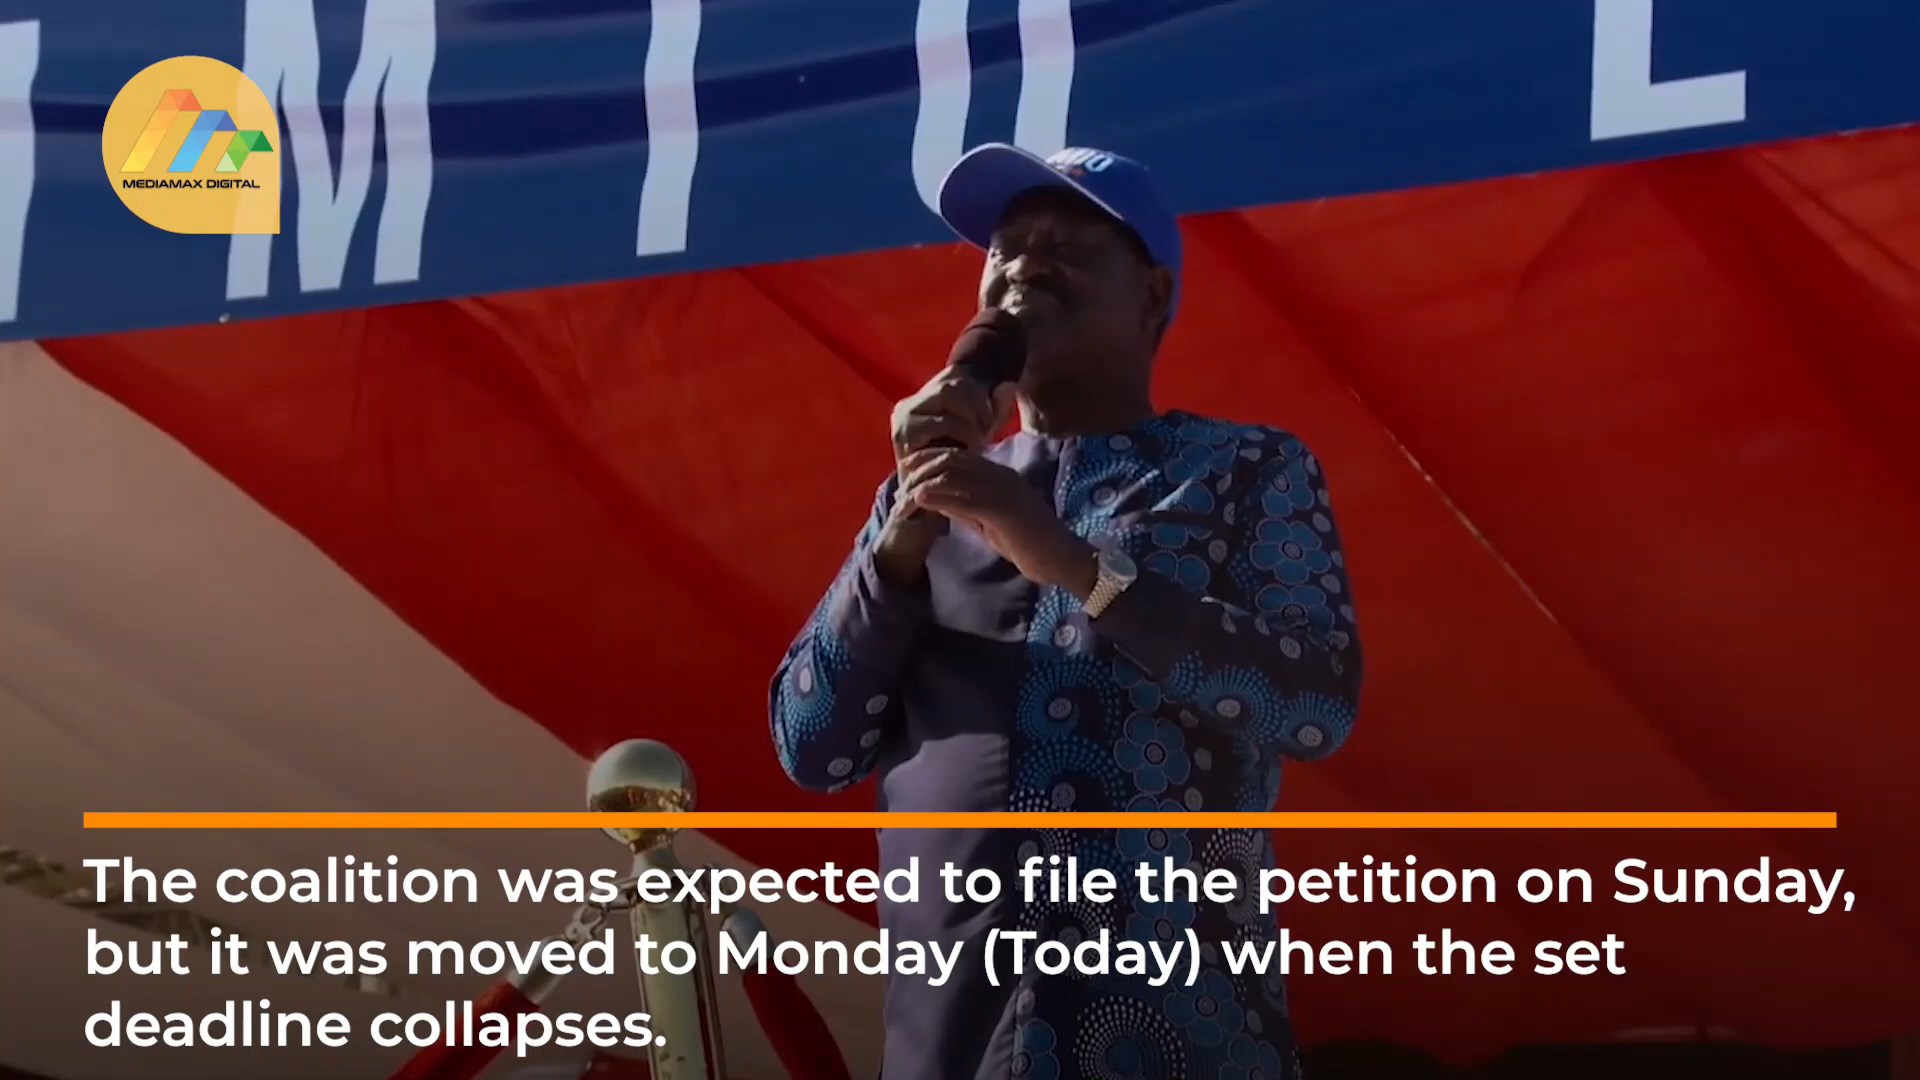 MTO L
MEDIAMAX DIGITAL
The coalition was expected to file the petition on Sunday,
but it was moved to Monday (Today) when the set
deadline collapses.